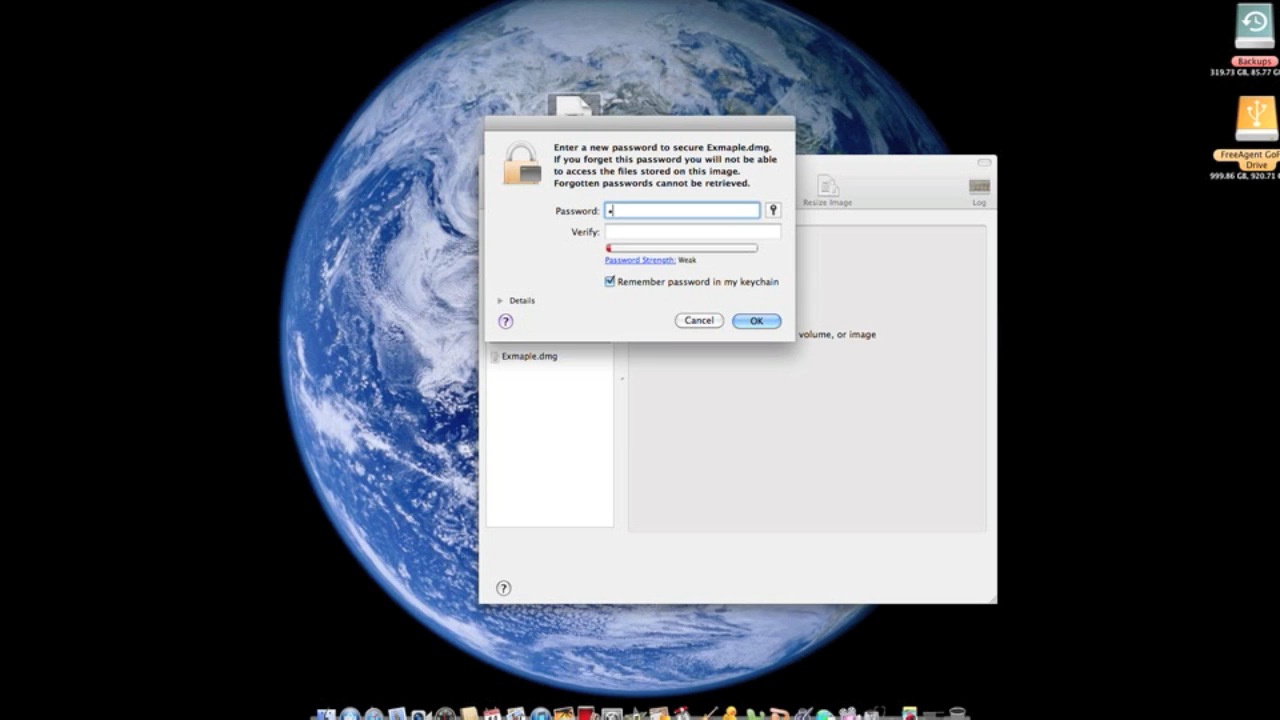 Backups
319.73 GB, 85.77 G
FreeAgent GoF
Drive
999.86 GB, 920.71
Enter a new password to secure Exmaple.dmg.
If you forget this password you will not be able
to access the files stored on this image.
Forgotten passwords cannot be retrieved.
Password:
Verify:
Password Strength: Weak
Remember password in my keychain
Details
? Cancel OK
Resize Image
Log
volume, or image
Exmaple.dmg
?